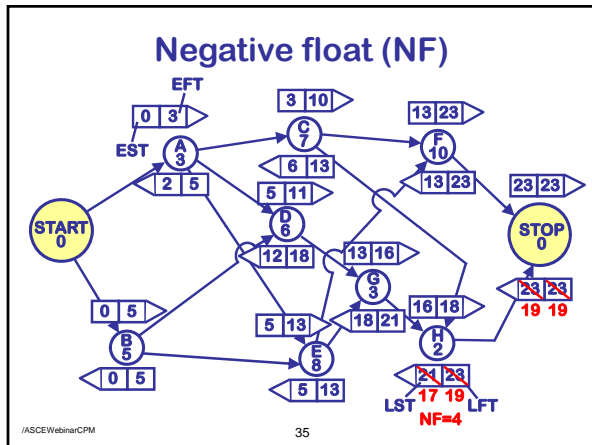 Negative float (NF)
EFT
EST
0 3
3 10
13 23
A
3
C
7
F
10
2 5
6 13
13 23
5 11
23 23
START
0
D
6
STOP
0
12 18
13 16
G
3
23 23
19 19
0 5
5 13
18 21
16 18
B
5
E
8
H
2
0 5
5 13
21 23
LST 17 19 LFT
NF=4
/ASCEWebinarCPM
35